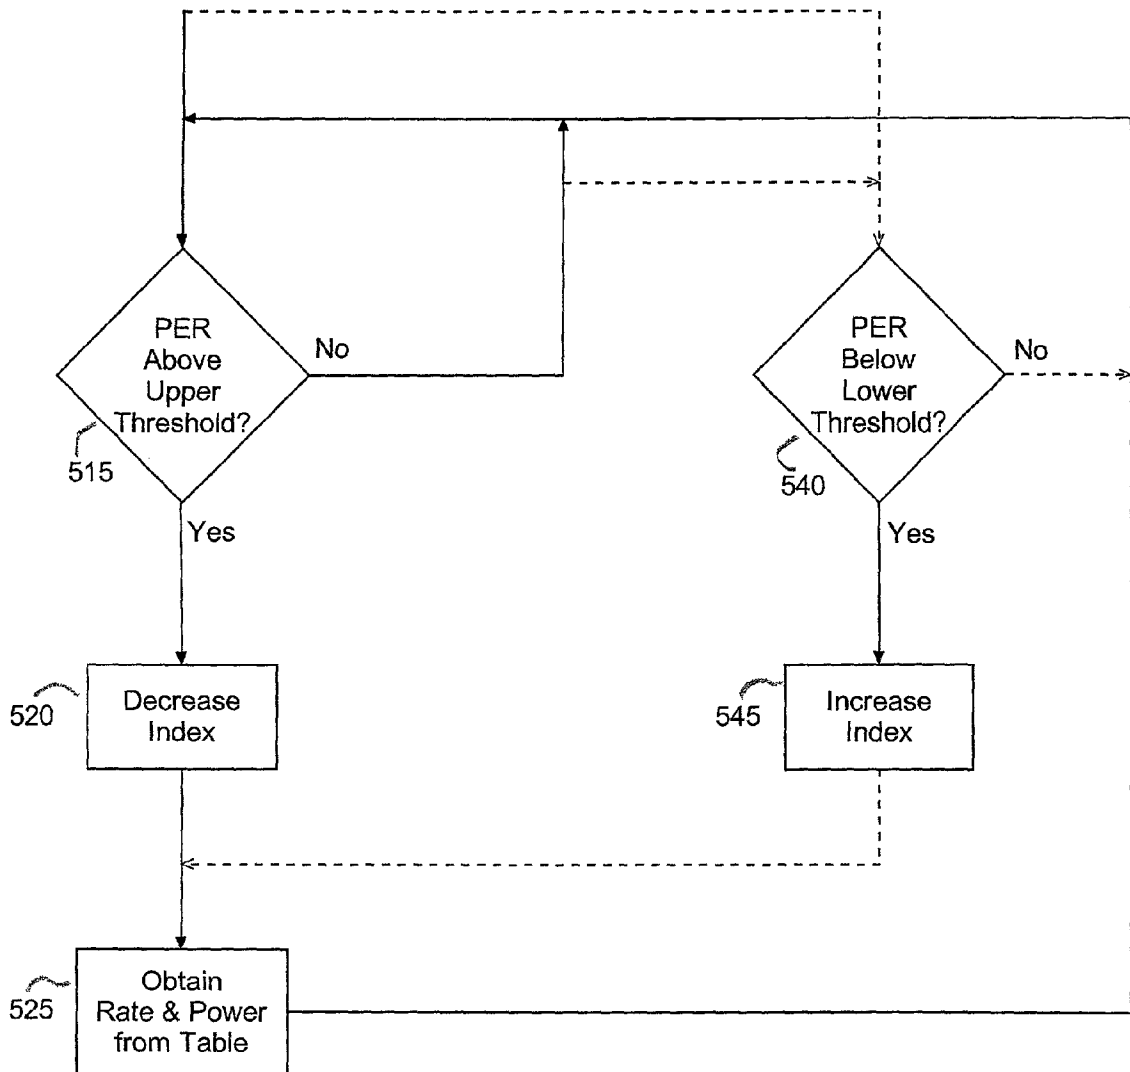 PER
Above
Upper
Threshold?
No
515
Yes
PER
Below
Lower
Threshold?
No
540
Yes
520
Decrease
Index
545
Increase
Index
525
Obtain
Rate & Power
from Table